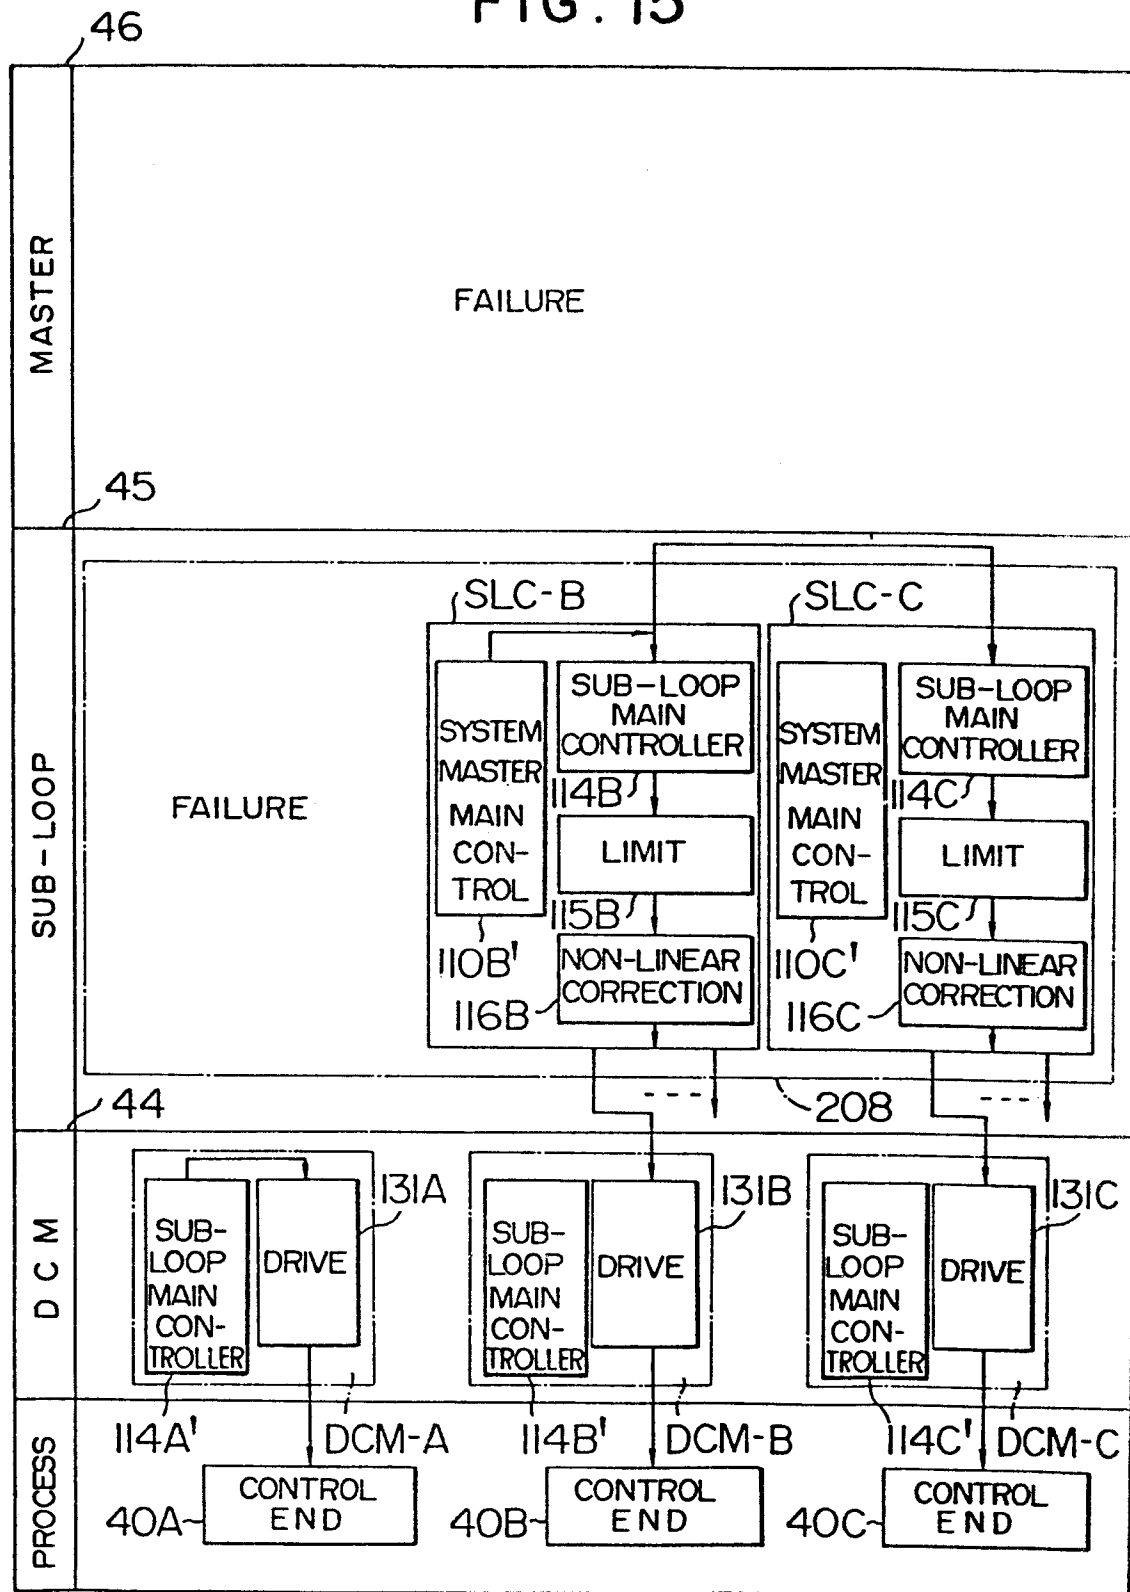 FIG. 15
46
MASTER
FAILURE
45
SUB-LOOP
FAILURE
SLC-B
SLC-C
SYSTEM
MASTER
MAIN
CON-
TROL
110B'
SUB-LOOP
MAIN
CONTROLLER
114B
LIMIT
115B
NON-LINEAR
CORRECTION
116B
SYSTEM
MASTER
MAIN
CON-
TROL
110C'
SUB-LOOP
MAIN
CONTROLLER
114C
LIMIT
115C
NON-LINEAR
CORRECTION
116C
208
44
DCM
SUB-
LOOP
MAIN
CON-
TROLLER
114A'
DRIVE
131A
DCM-A
SUB-
LOOP
MAIN
CON-
TROLLER
114B'
DRIVE
131B
DCM-B
SUB-
LOOP
MAIN
CON-
TROLLER
114C'
DRIVE
131C
DCM-C
PROCESS
40A
CONTROL
END
40B
CONTROL
END
40C
CONTROL
END